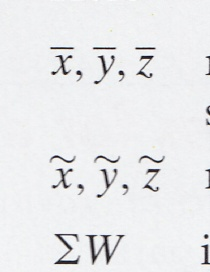 x̅, y̅, z̅
x̃, ỹ, z̃
ΣW